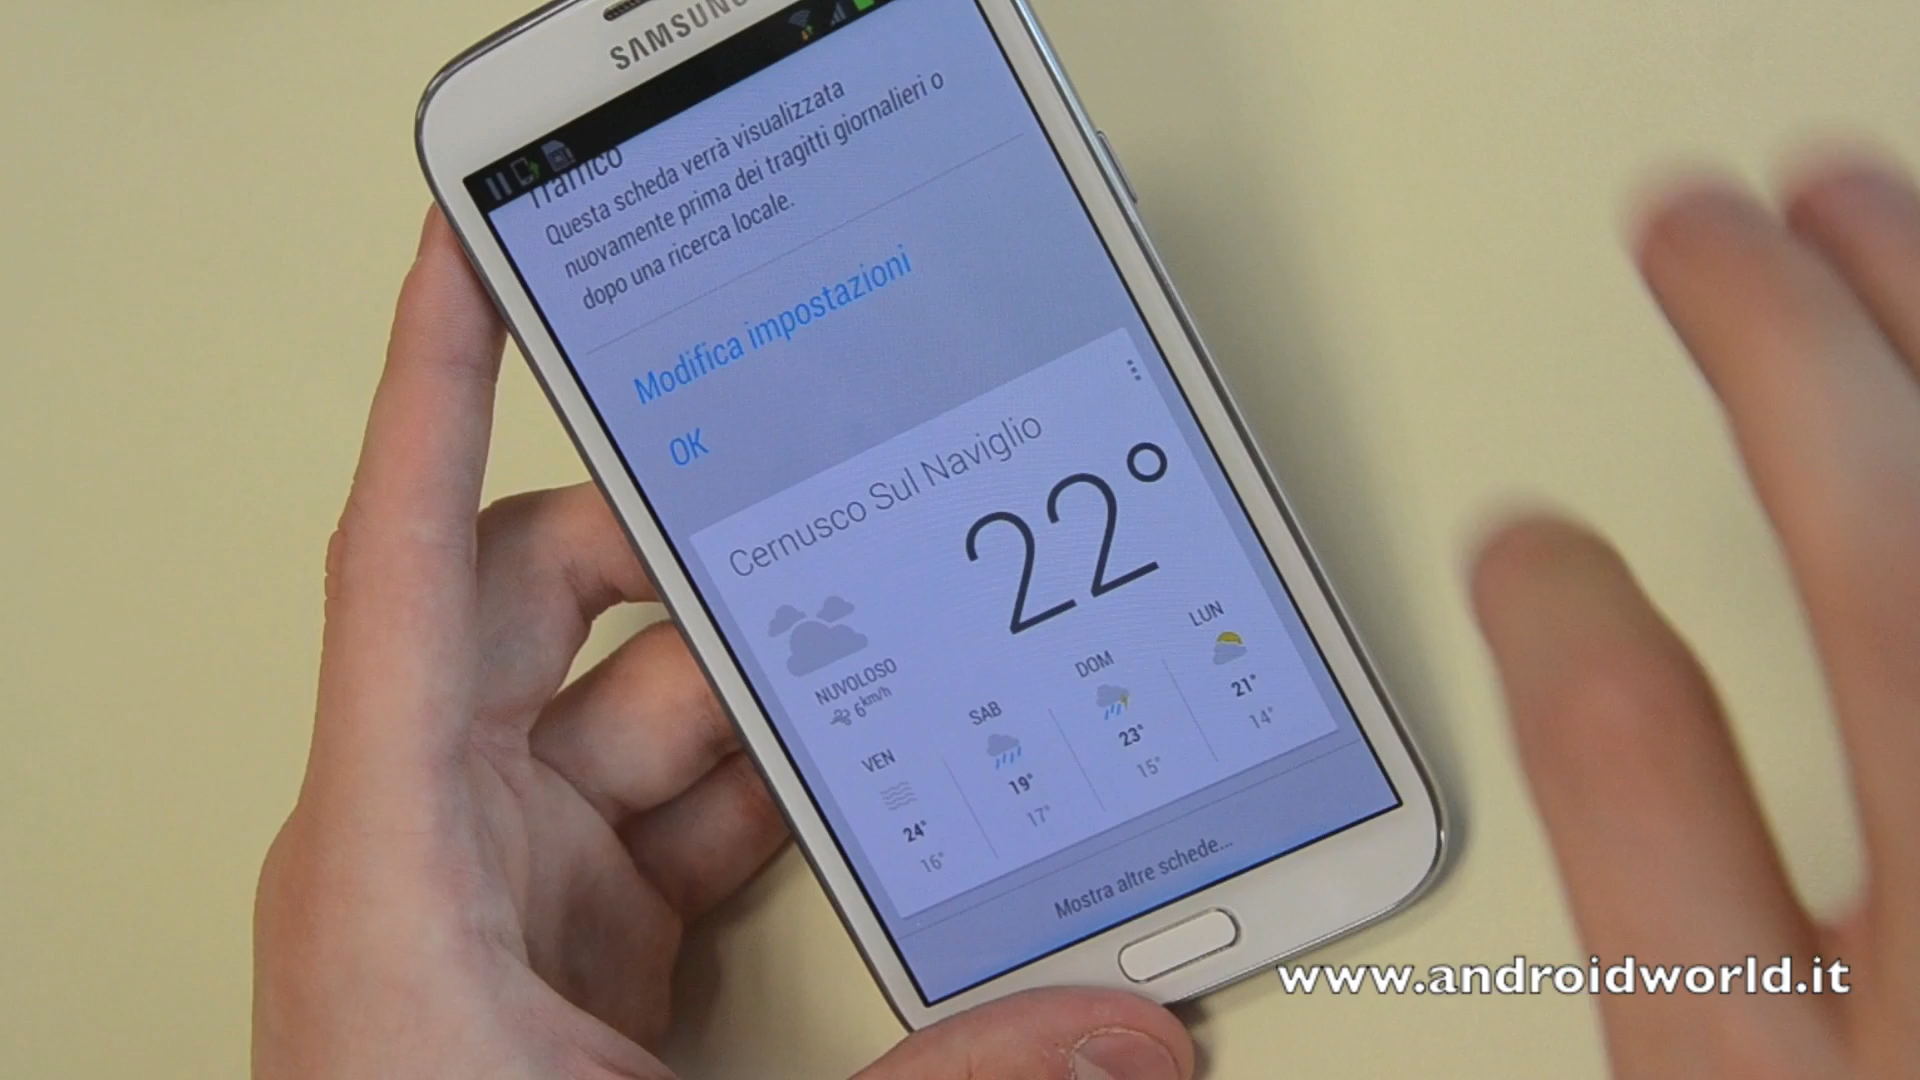 SAMSUNG
Traffico
Questa scheda verrà visualizzata
nuovamente prima dei tragitti giornalieri o
dopo una ricerca locale.
Modifica impostazioni
OK
Cernusco Sul Naviglio
22°
NUVOLOSO
6 km/h
VEN
24°
16°
SAB
19°
17°
DOM
23°
15°
LUN
21°
14°
Mostra altre schede...
www.androidworld.it